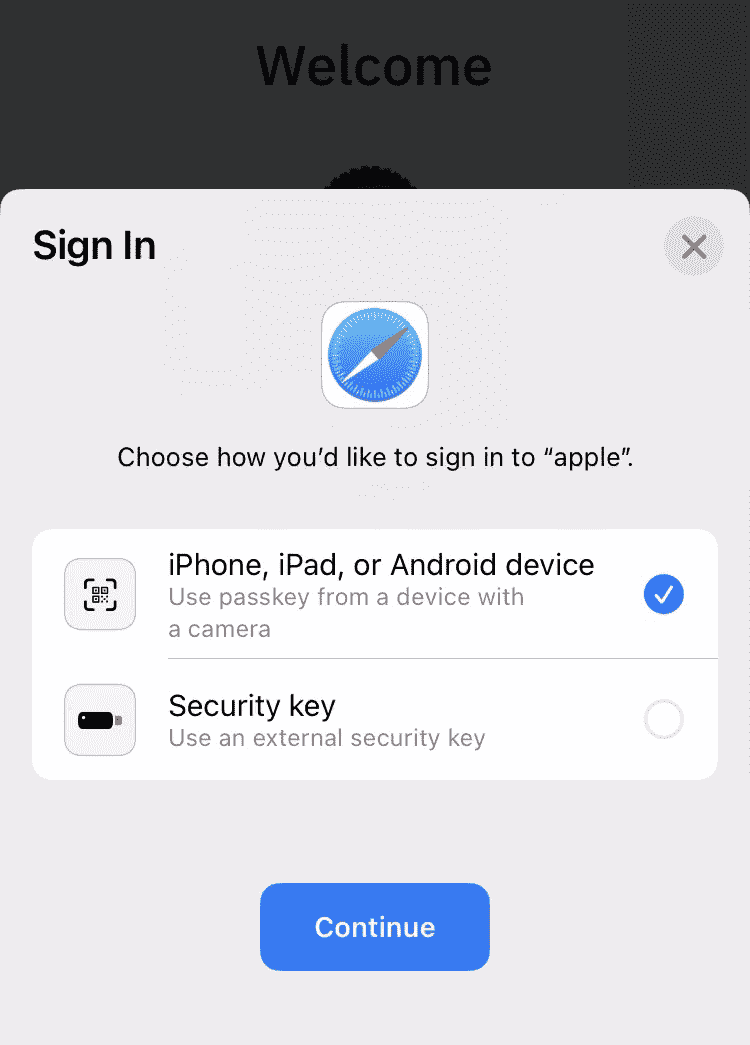 Welcome
Sign In
Choose how you’d like to sign in to “apple”.
iPhone, iPad, or Android device
Use passkey from a device with
a camera
Security key
Use an external security key
Continue